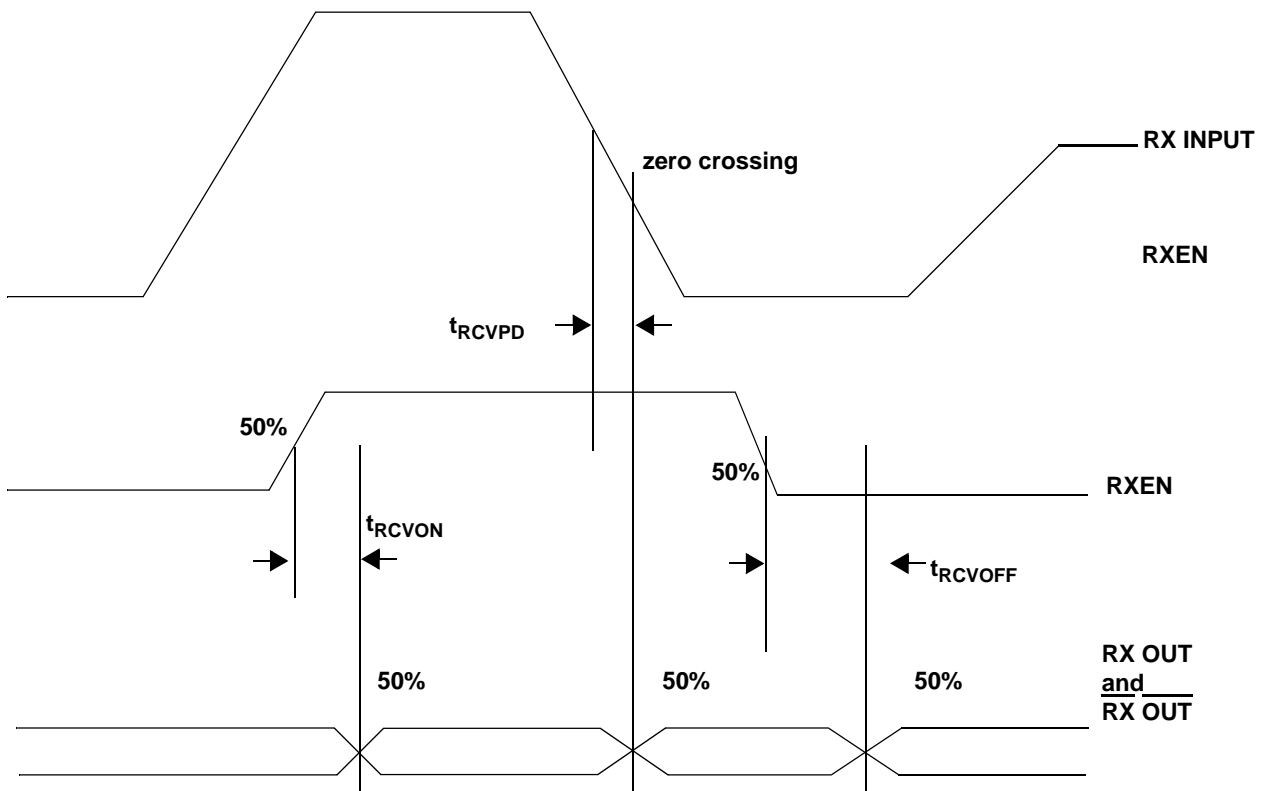 RX INPUT
zero crossing
RXEN
tRCVPD
50%
50%
RXEN
tRCVON
tRCVOFF
50%
50%
50%
RX OUT
and
RX OUT